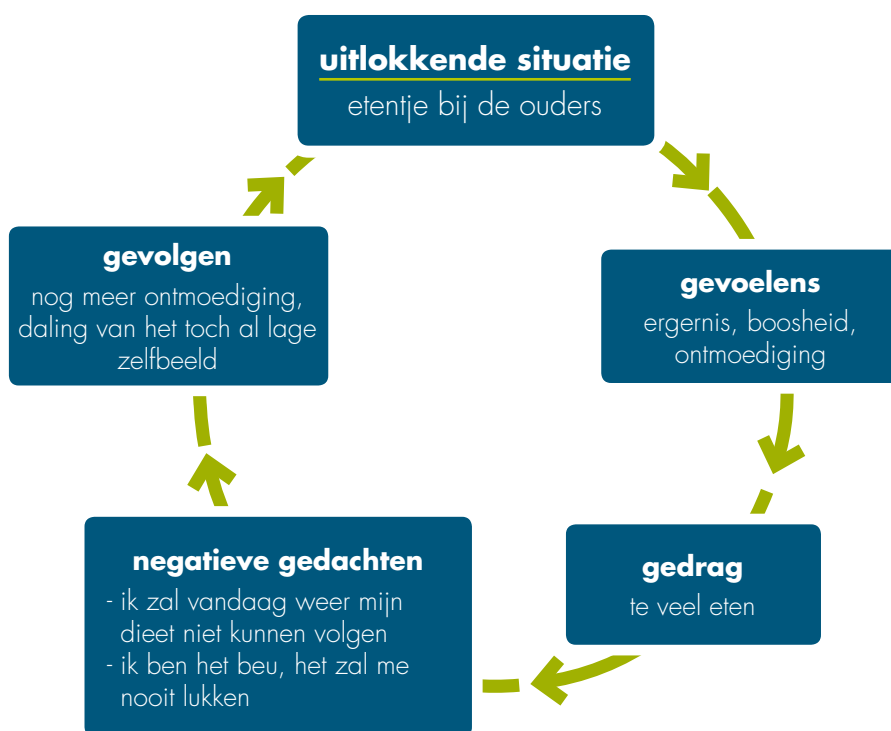 uitlokkende situatie
etentje bij de ouders
gevoelens
ergernis, boosheid,
ontmoediging
gedrag
te veel eten
negatieve gedachten
- ik zal vandaag weer mijn
dieet niet kunnen volgen
- ik ben het beu, het zal me
nooit lukken
gevolgen
nog meer ontmoediging,
daling van het toch al lage
zelfbeeld